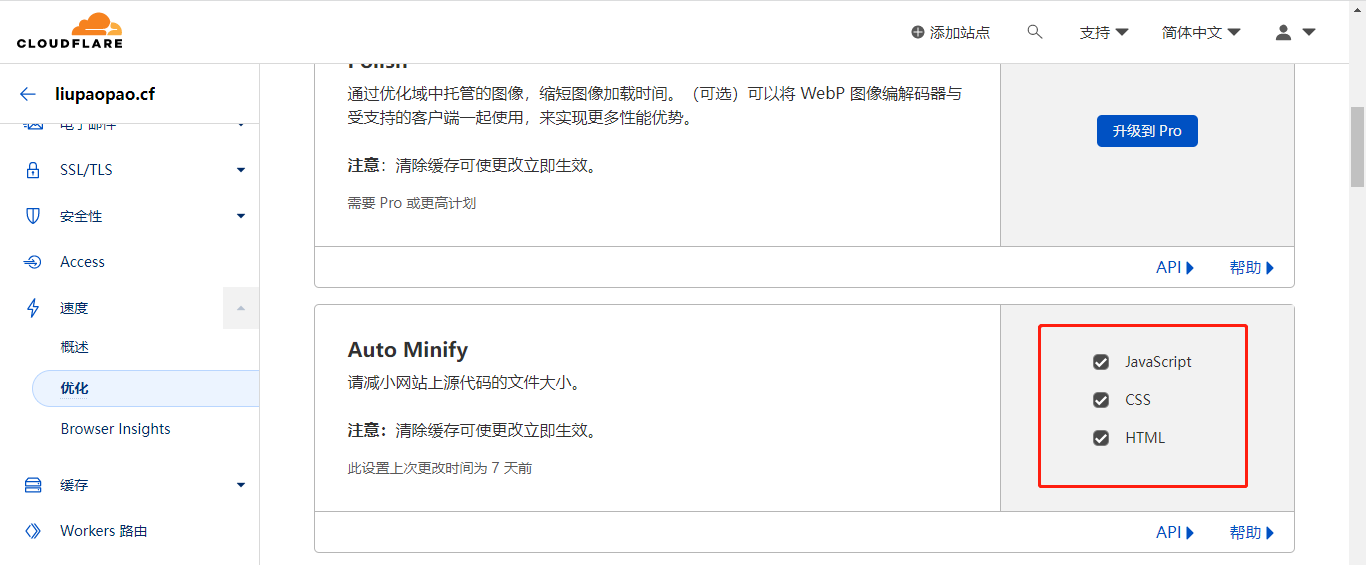 CLOUDFLARE
添加站点
支持
简体中文
liupaopao.cf
电子邮件
SSL/TLS
安全性
Access
速度
概述
优化
Browser Insights
缓存
Workers 路由
Polish
通过优化域中托管的图像，缩短图像加载时间。（可选）可以将 WebP 图像编解码器与
受支持的客户端一起使用，来实现更多性能优势。
注意：清除缓存可使更改立即生效。
需要 Pro 或更高计划
升级到 Pro
API
帮助
Auto Minify
请减小网站上源代码的文件大小。
注意：清除缓存可使更改立即生效。
此设置上次更改时间为 7 天前
JavaScript
CSS
HTML
API
帮助